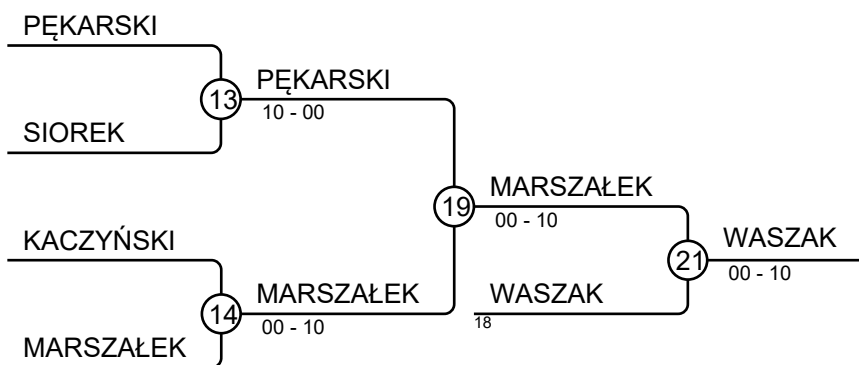 PĘKARSKI
13
PĘKARSKI
10 - 00
SIOREK
19
MARSZAŁEK
00 - 10
KACZYŃSKI
21
WASZAK
00 - 10
14
MARSZAŁEK
00 - 10
WASZAK
18
MARSZAŁEK